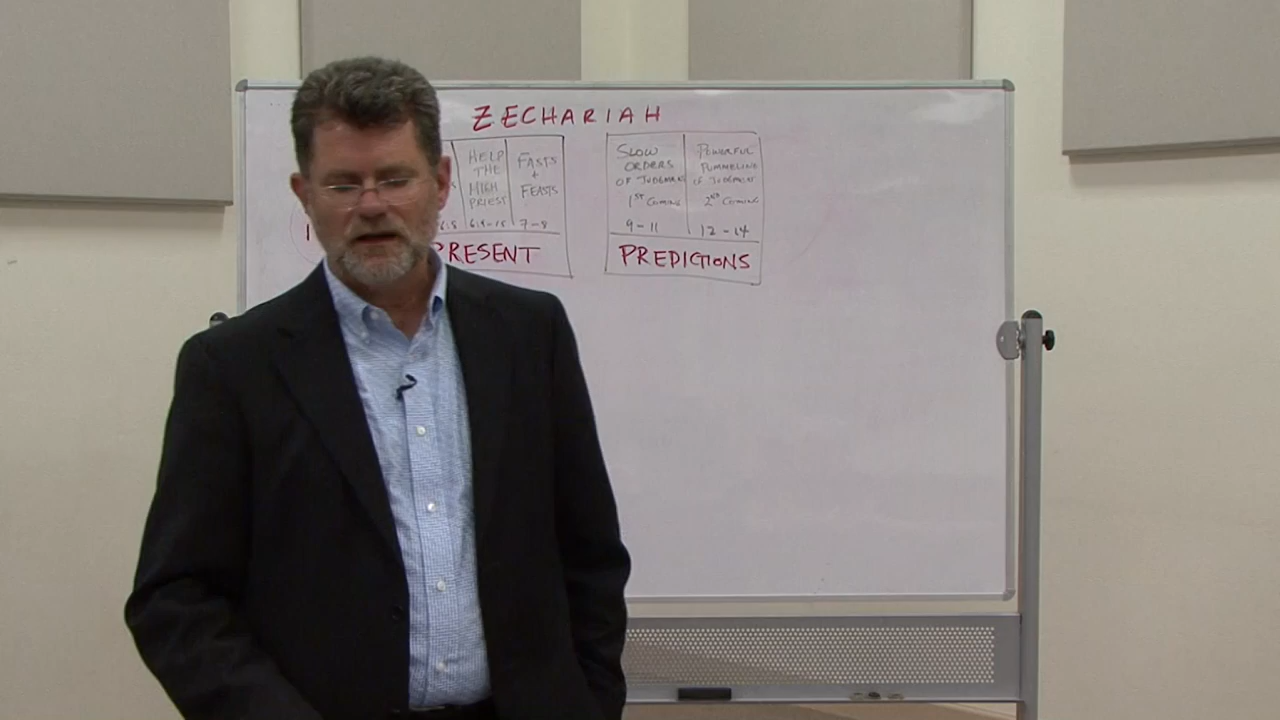 ZECHARIAH
HELP
THE
HIGH
PRIEST
6:9-15
FASTS
+
FEASTS
7-8
PRESENT
SLOW
ORDERS
OF JUDGMENT
1ST COMING
9-11
POWERFUL
PUMMELING
OF JUDGMENT
2ND COMING
12-14
PREDICTIONS